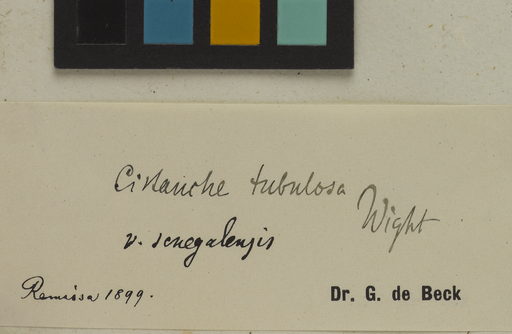 Cistanche tubulosa
Wight
v. senegalensis
Remissa 1899.
Dr. G. de Beck